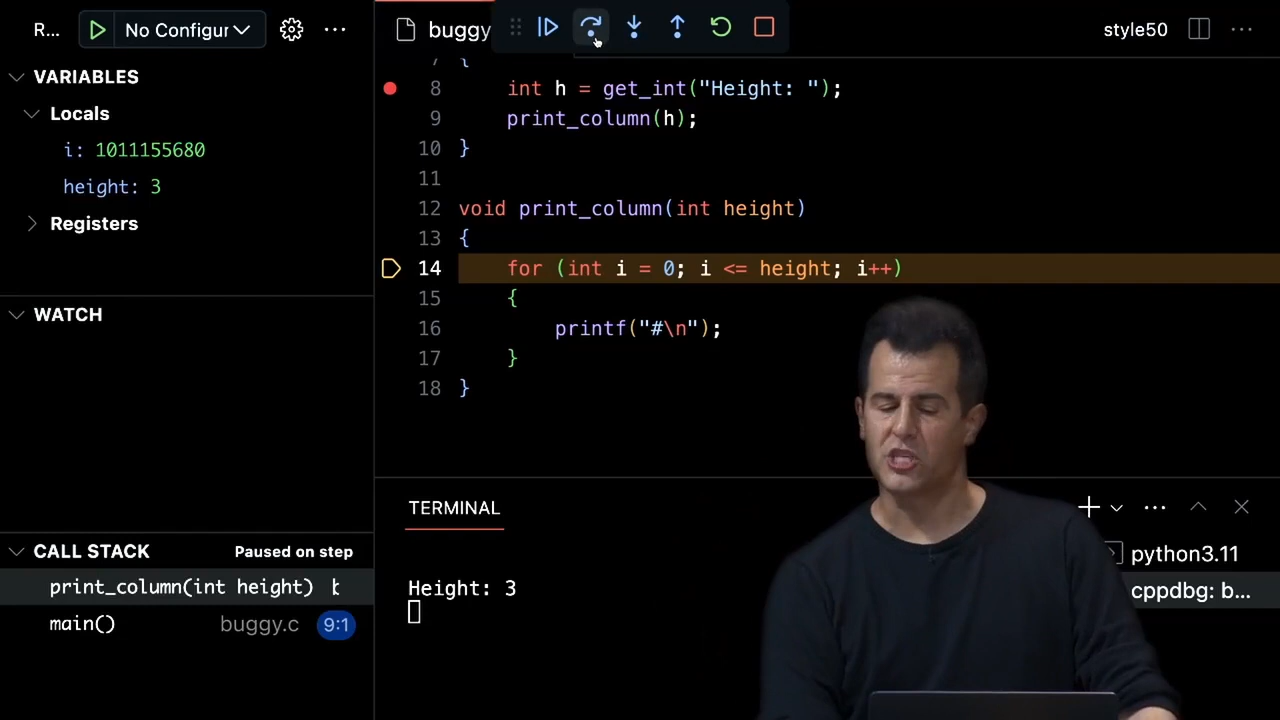 R...
No Configur
buggy
style50
VARIABLES
Locals
i: 1011155680
height: 3
Registers
WATCH
CALL STACK
Paused on step
print_column(int height)
main()
buggy.c
9:1
7 {
8 int h = get_int("Height: ");
9 print_column(h);
10 }
11
12 void print_column(int height)
13 {
14 for (int i = 0; i <= height; i++)
15 {
16 printf("#\n");
17 }
18 }
TERMINAL
Height: 3
python3.11
cppdbg: b...